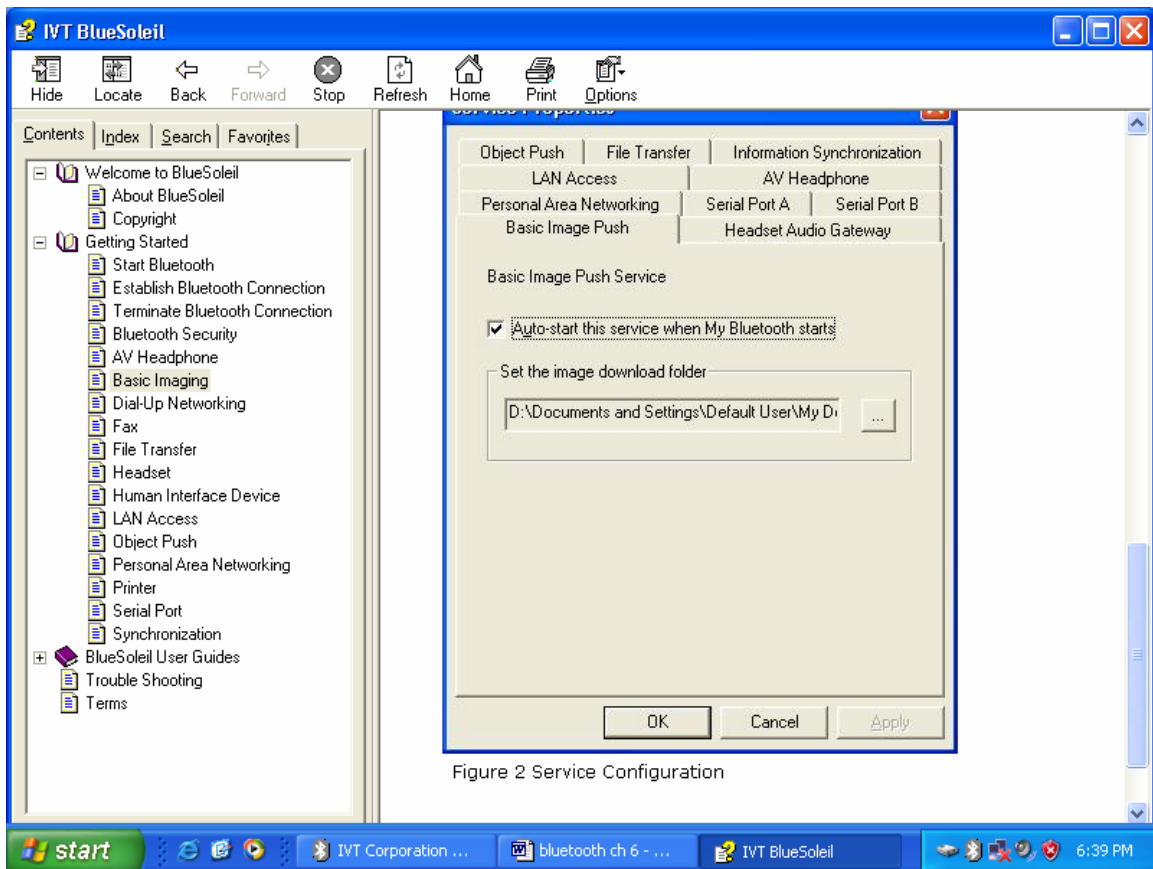 IVT BlueSoleil
Hide Locate Back Forward Stop Refresh Home Print Options
Contents Index Search Favorites
Welcome to BlueSoleil
About BlueSoleil
Copyright
Getting Started
Start Bluetooth
Establish Bluetooth Connection
Terminate Bluetooth Connection
Bluetooth Security
AV Headphone
Basic Imaging
Dial-Up Networking
Fax
File Transfer
Headset
Human Interface Device
LAN Access
Object Push
Personal Area Networking
Printer
Serial Port
Synchronization
BlueSoleil User Guides
Trouble Shooting
Terms
Service Properties
Object Push File Transfer Information Synchronization
LAN Access AV Headphone
Personal Area Networking Serial Port A Serial Port B
Basic Image Push Headset Audio Gateway
Basic Image Push Service
Auto-start this service when My Bluetooth starts
Set the image download folder
D:\Documents and Settings\Default User\My D
...
OK Cancel Apply
Figure 2 Service Configuration
start IVT Corporation ... bluetooth ch 6 - ... IVT BlueSoleil 6:39 PM